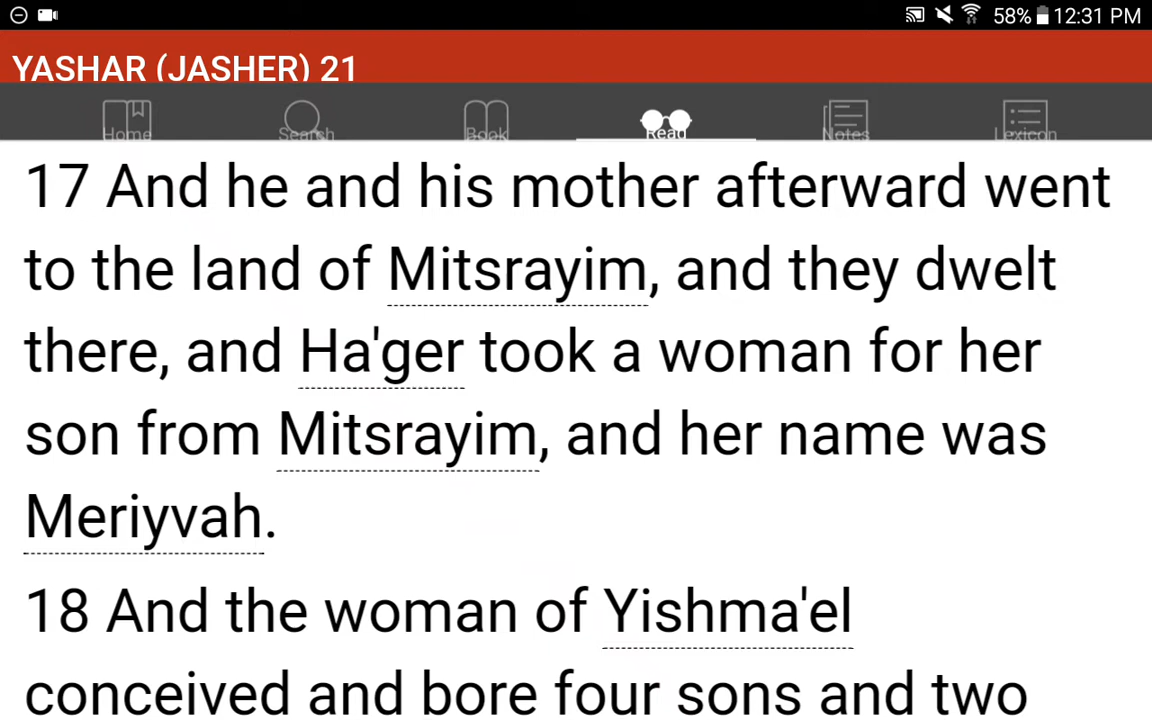 58% 12:31 PM
YASHAR (JASHER) 21
Home Search Book Read Notes Lexicon
17 And he and his mother afterward went
to the land of Mitsrayim, and they dwelt
there, and Ha'ger took a woman for her
son from Mitsrayim, and her name was
Meriyvah.
18 And the woman of Yishma'el
conceived and bore four sons and two